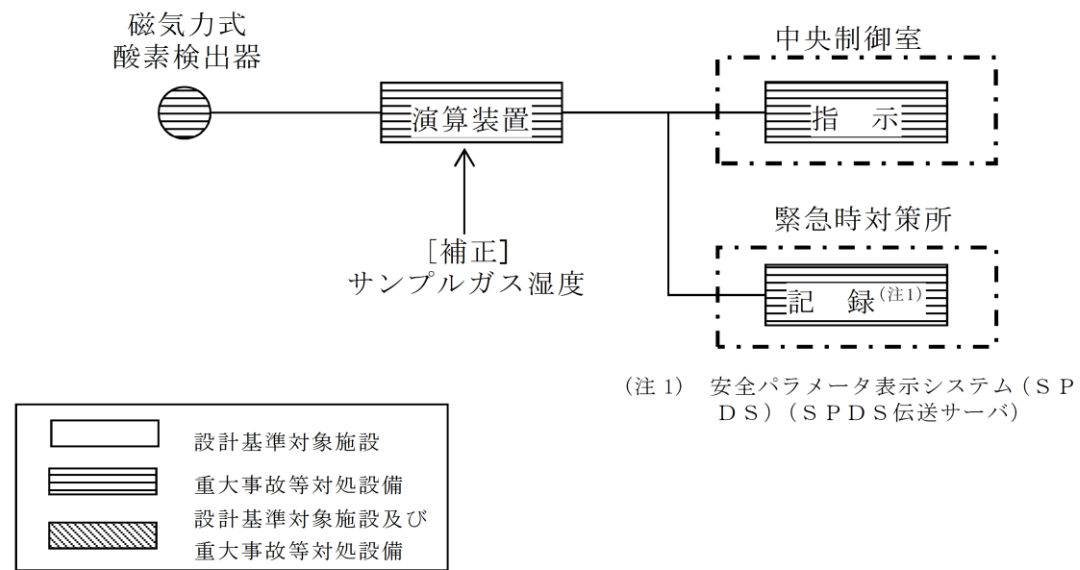 磁気力式
酸素検出器
演算装置
[補正]
サンプルガス湿度
中央制御室
指　示
緊急時対策所
記　録(注1)
(注1)　安全パラメータ表示システム(ＳＰ
ＤＳ)(ＳＰＤＳ伝送サーバ)
設計基準対象施設
重大事故等対処設備
設計基準対象施設及び
重大事故等対処設備